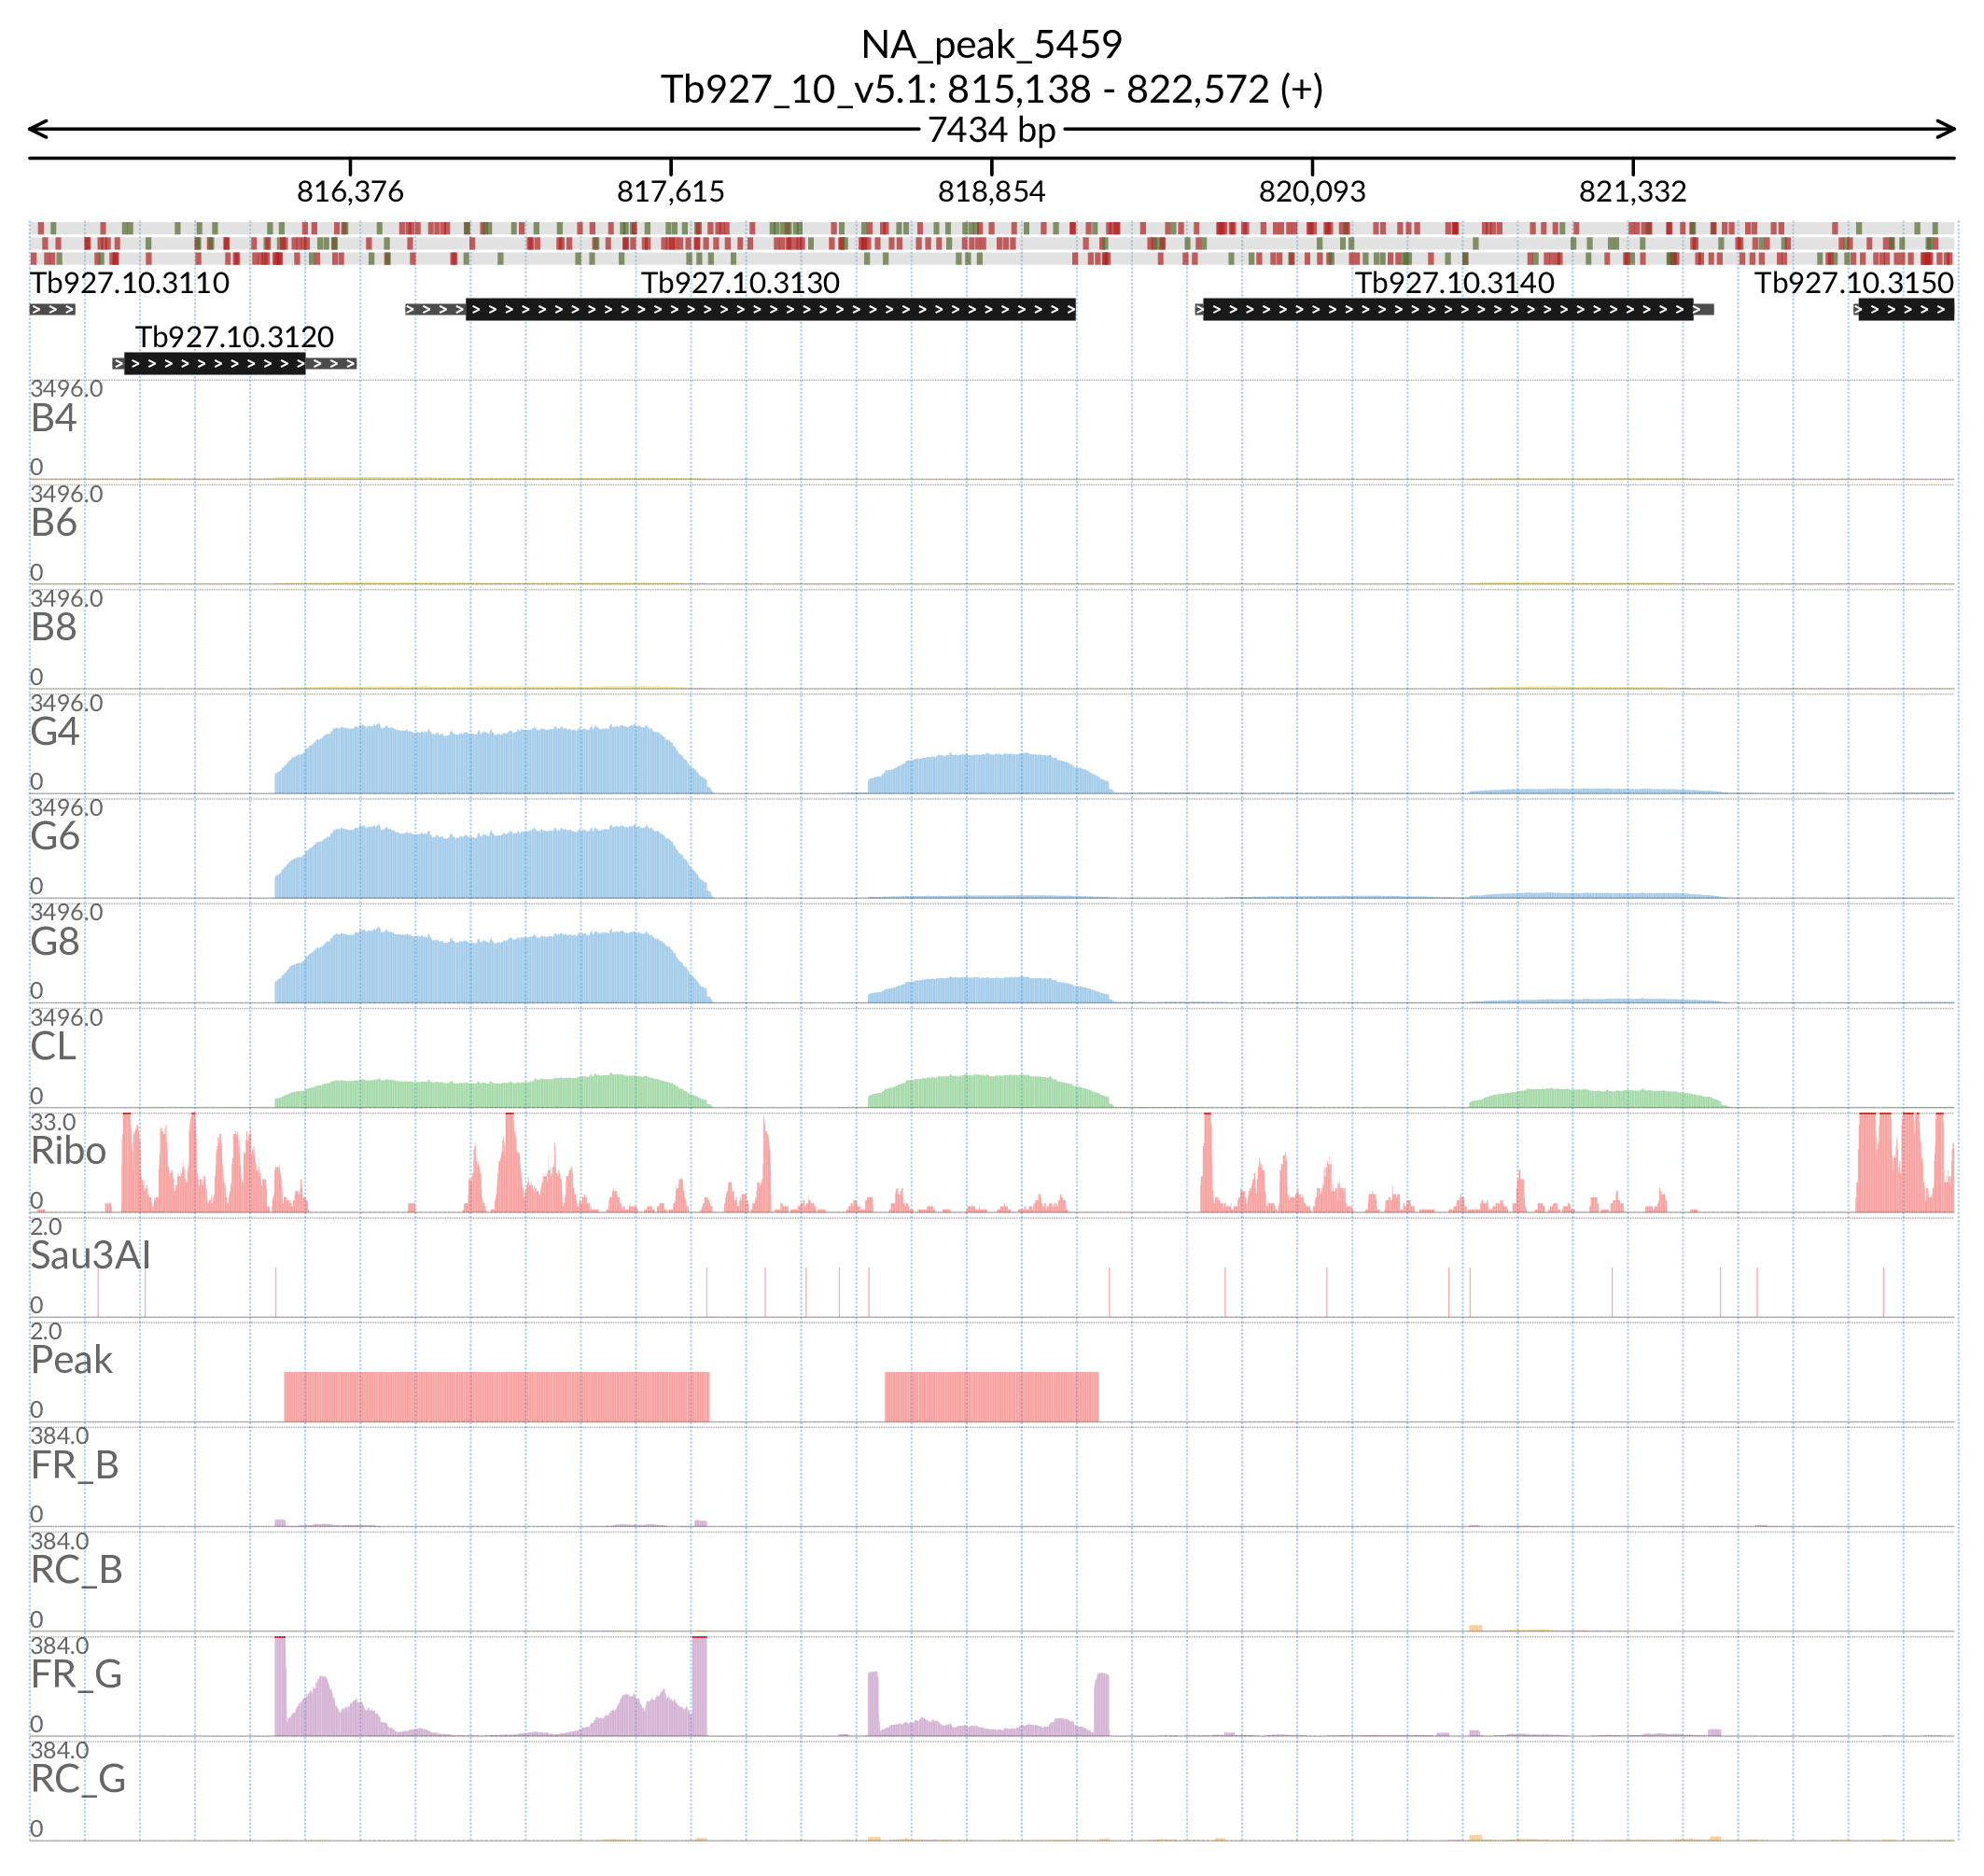 NA_peak_5459
Tb927_10_v5.1: 815,138 - 822,572 (+)
7434 bp
816,376 817,615 818,854 820,093 821,332
Tb927.10.3110 Tb927.10.3130 Tb927.10.3140 Tb927.10.3150
Tb927.10.3120
3496.0
B4
0
3496.0
B6
0
3496.0
B8
0
3496.0
G4
0
3496.0
G6
0
3496.0
G8
0
3496.0
CL
0
33.0
Ribo
0
2.0
Sau3AI
0
2.0
Peak
0
384.0
FR_B
0
384.0
RC_B
0
384.0
FR_G
0
384.0
RC_G
0